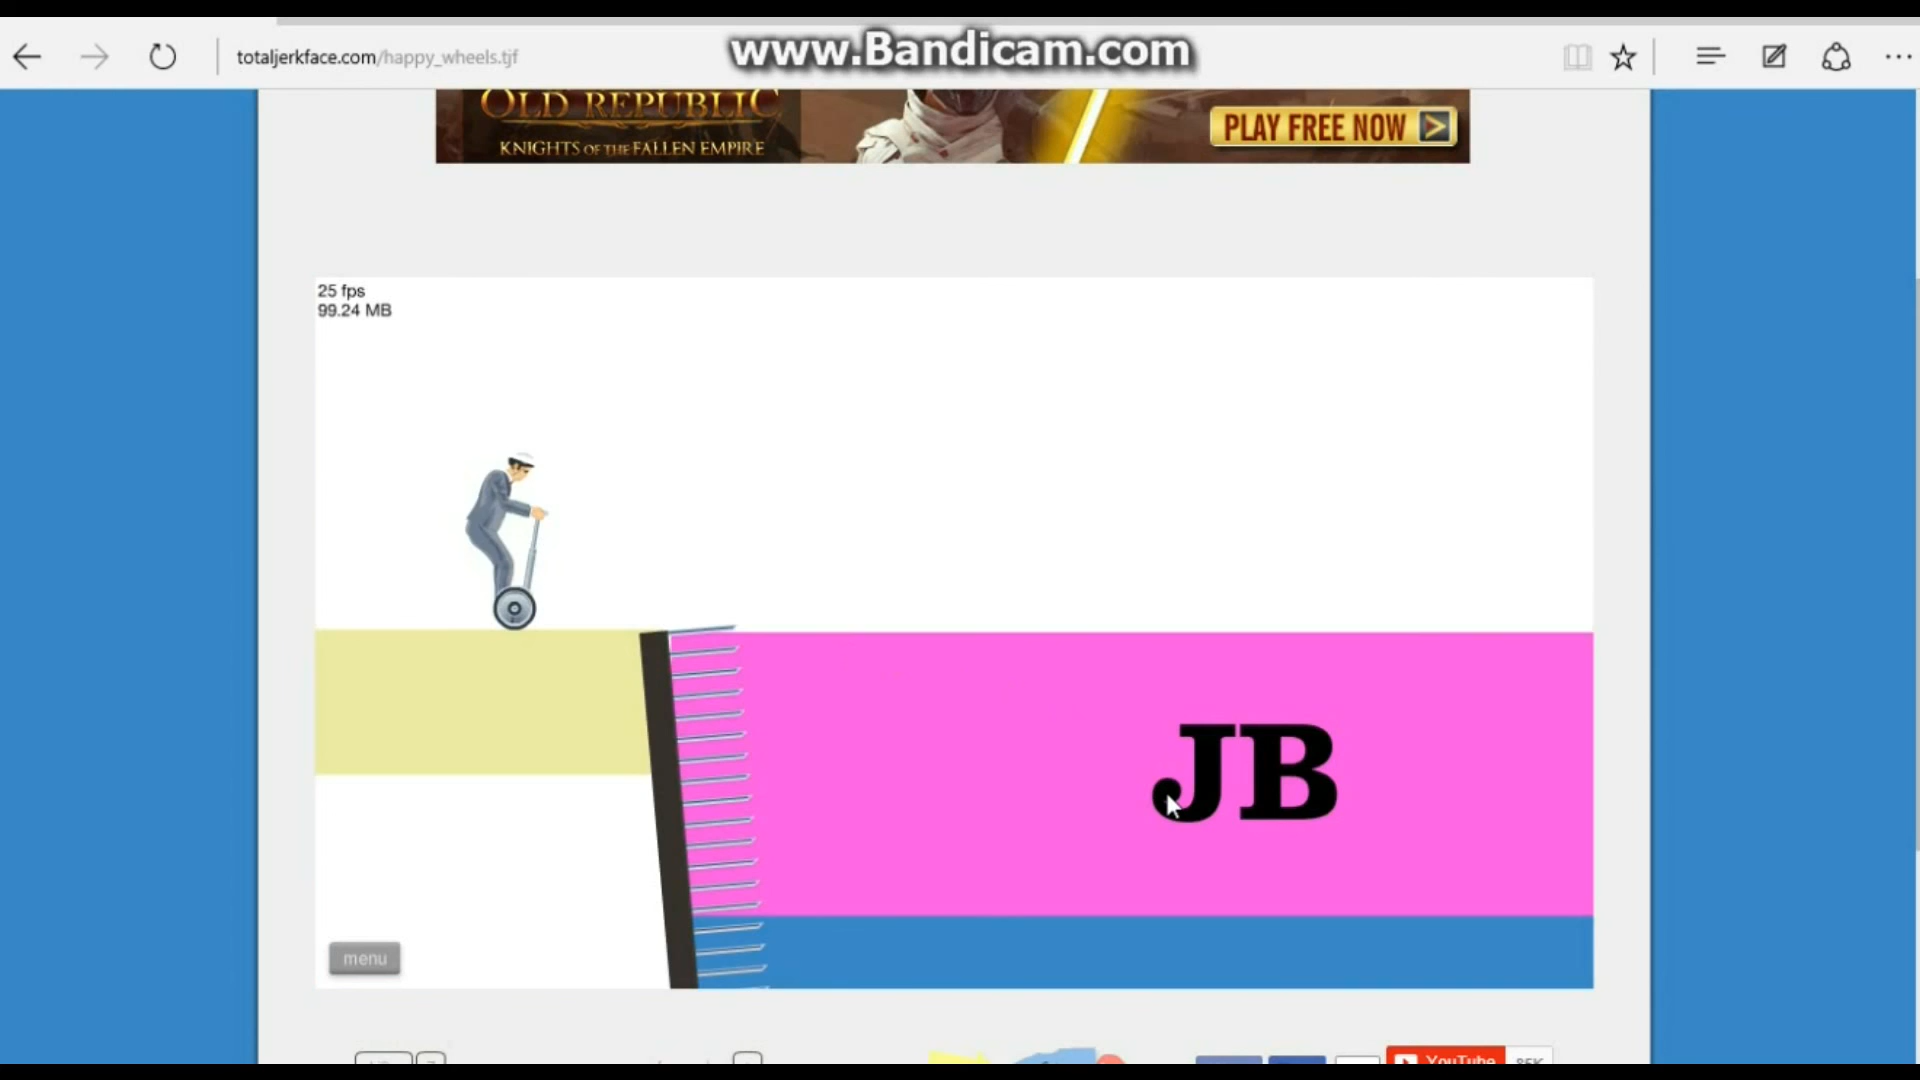 www.Bandicam.com
totaljerkface.com/happy_wheels.tjf
OLD REPUBLIC
KNIGHTS OF THE FALLEN EMPIRE
PLAY FREE NOW
25 fps
99.24 MB
JB
menu
YouTube
85K